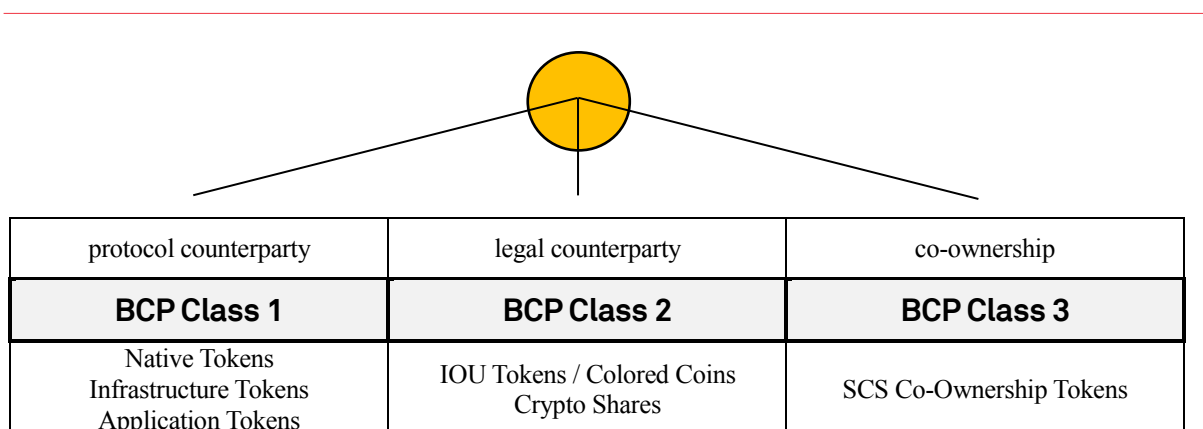 protocol counterparty
legal counterparty
co-ownership
BCP Class 1
BCP Class 2
BCP Class 3
Native Tokens
Infrastructure Tokens
Application Tokens
IOU Tokens / Colored Coins
Crypto Shares
SCS Co-Ownership Tokens